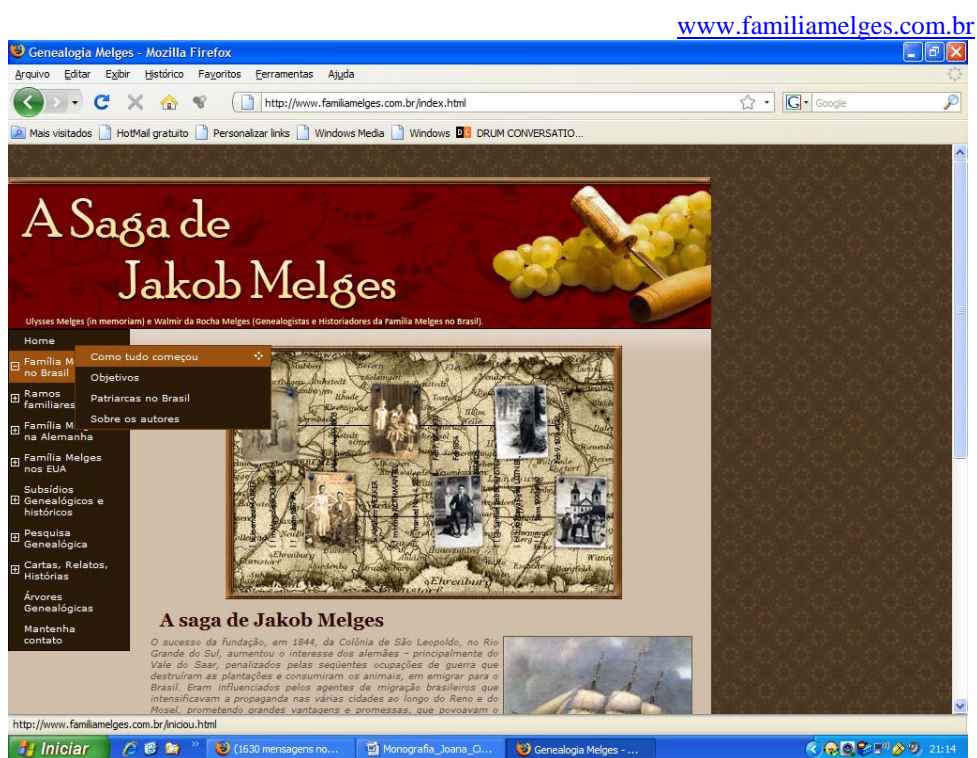 www.familiamelges.com.br
Genealogia Melges - Mozilla Firefox
Arquivo Editar Exibir Histórico Favoritos Ferramentas Ajuda
http://www.familiamelges.com.br/index.html
Google
Mais visitados HotMail gratuito Personalizar links Windows Media Windows DC DRUM CONVERSATIO...
A Saga de
Jakob Melges
Ulysses Melges (in memoriam) e Walmir da Rocha Melges (Genealogistas e Historiadores da Família Melges no Brasil).
Home
Família M
no Brasil
Como tudo começou
Objetivos
Patriarcas no Brasil
Sobre os autores
Ramos
familiares
Família M
na Alemanha
Família Melges
nos EUA
Subsídios
Genealógicos e
históricos
Pesquisa
Genealógica
Cartas, Relatos,
Histórias
Árvores
Genealógicas
Mantenha
contato
Ehrenburg
A saga de Jakob Melges
O sucesso da fundação, em 1844, da Colônia de São Leopoldo, no Rio
Grande do Sul, aumentou o interesse dos alemães – principalmente do
Vale do Saar, penalizados pelas seqüentes ocupações de guerra que
destruíram as plantações e consumiram os animais, em emigrar para o
Brasil. Eram influenciados pelos agentes de migração brasileiros que
intensificavam a propaganda nas várias cidades ao longo do Reno e do
Mosel, prometendo grandes vantagens e promessas, que povoavam o
http://www.familiamelges.com.br/iniciou.html
Iniciar
(1630 mensagens no...
Monografia_Joana_Ci...
Genealogia Melges - ...
21:14